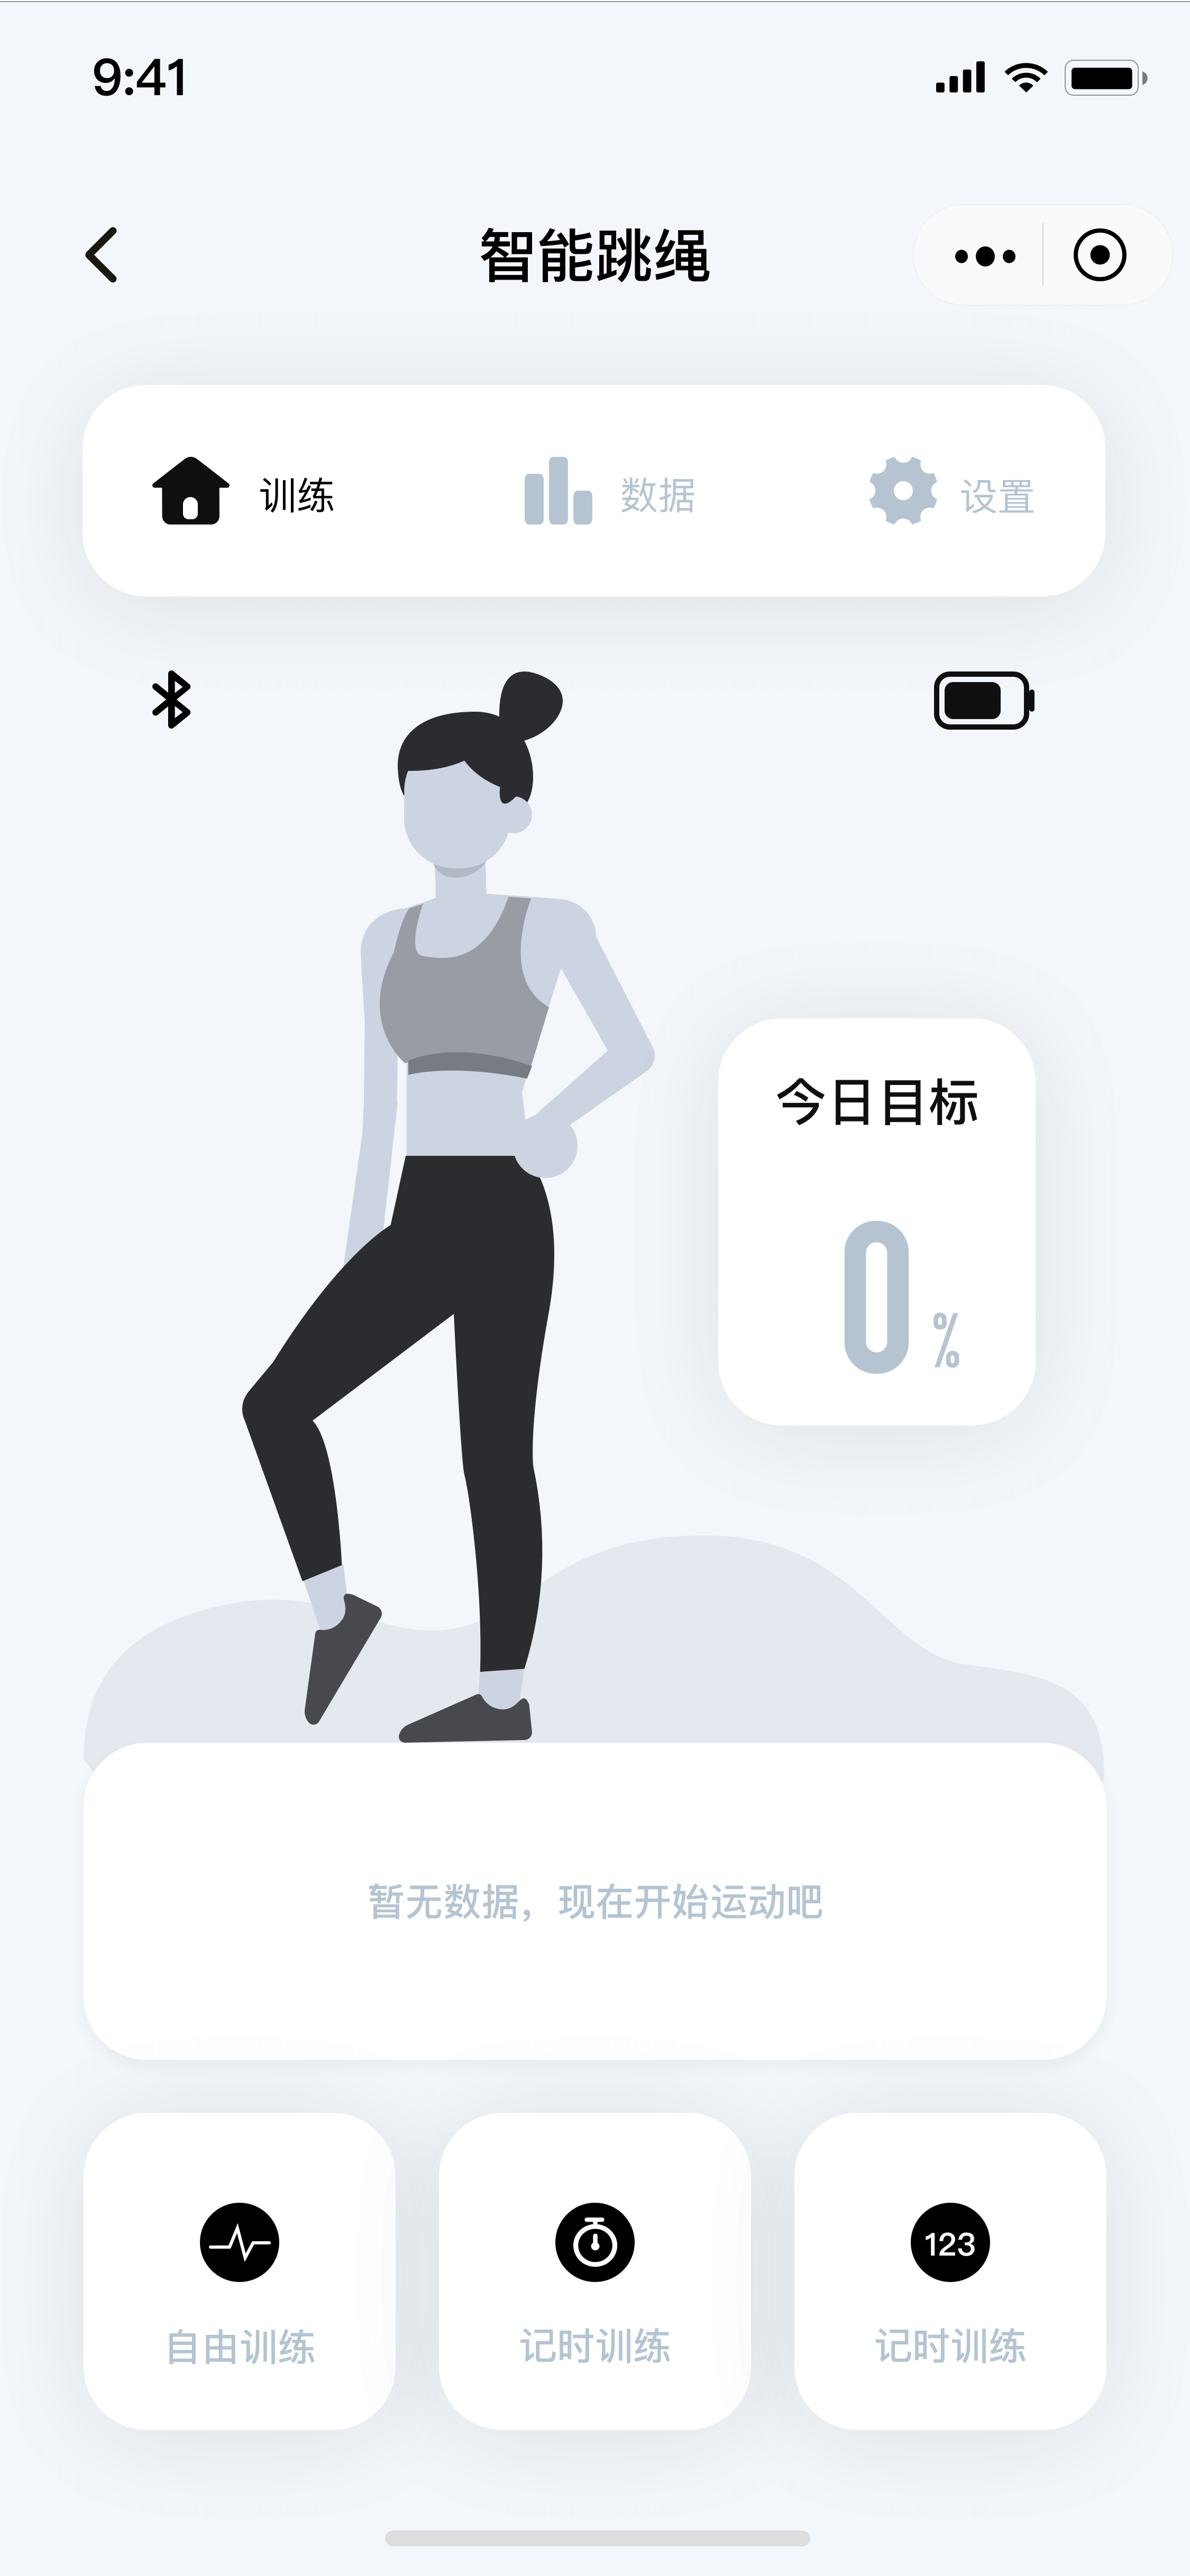 9:41
智能跳绳
训练 数据 设置
今日目标
0 %
暂无数据，现在开始运动吧
123
自由训练 记时训练 记时训练